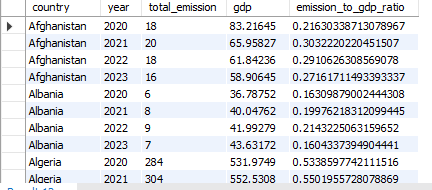 country year total_emission gdp emission_to_gdp_ratio
Afghanistan 2020 18 83.21645 0.21630338713078967
Afghanistan 2021 20 65.95827 0.3032220220451507
Afghanistan 2022 18 61.84236 0.2910626308569078
Afghanistan 2023 16 58.90645 0.27161711493393337
Albania 2020 6 36.78752 0.16309879002444308
Albania 2021 8 40.04762 0.19976218312099445
Albania 2022 9 41.99279 0.2143225063159652
Albania 2023 7 43.63172 0.1604337394904441
Algeria 2020 284 531.9749 0.5338597742111516
Algeria 2021 304 552.5308 0.5501955728078869